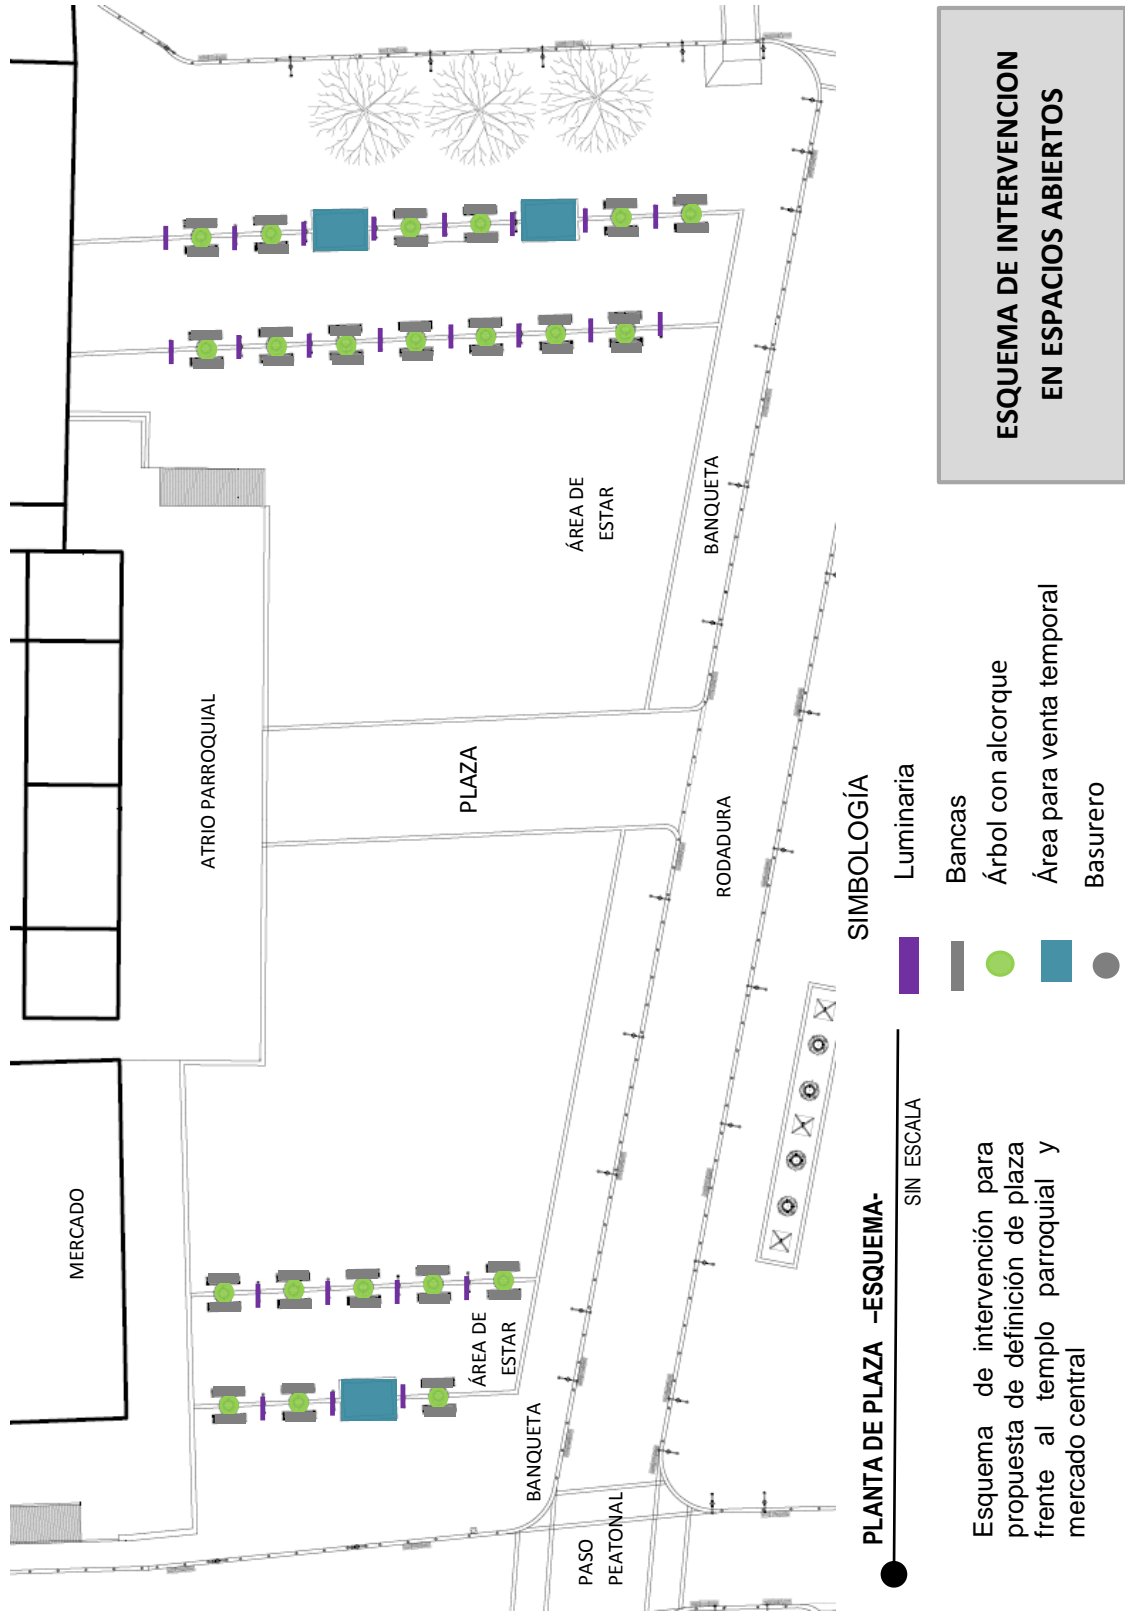 MERCADO
ATRIO PARROQUIAL
PLAZA
ÁREA DE
ESTAR
ÁREA DE
ESTAR
BANQUETA
BANQUETA
RODADURA
PASO
PEATONAL
PLANTA DE PLAZA –ESQUEMA-
SIN ESCALA
Esquema de intervención para
propuesta de definición de plaza
frente al templo parroquial y
mercado central
SIMBOLOGÍA
Luminaria
Bancas
Árbol con alcorque
Área para venta temporal
Basurero
ESQUEMA DE INTERVENCION
EN ESPACIOS ABIERTOS